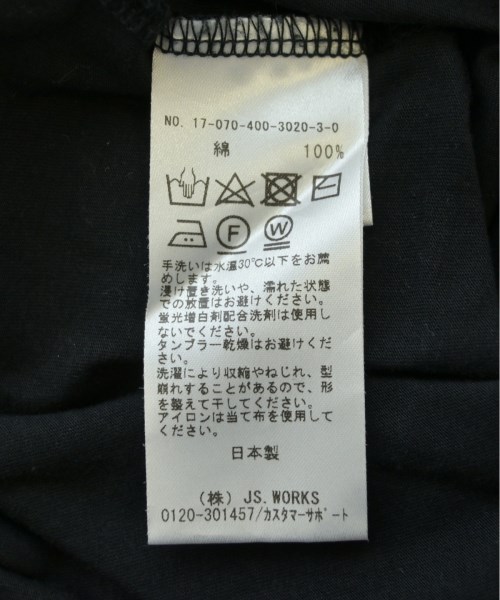 NO. 17-070-400-3020-3-0
綿 100%
F W
手洗いは水温30℃以下をお薦
めします。
浸け置き洗いや、濡れた状態
での放置はお避けください。
蛍光増白剤配合洗剤は使用し
ないでください。
タンブラー乾燥はお避けくだ
さい。
洗濯により収縮やねじれ、型
崩れすることがあるので、形
を整えて干してください。
アイロンは当て布を使用して
ください。
日本製
(株) JS.WORKS
0120-301457/ｶｽﾀﾏｰｻﾎﾟｰﾄ